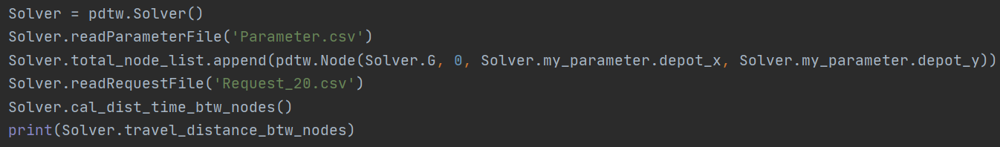 Solver = pdtw.Solver()
Solver.readParameterFile('Parameter.csv')
Solver.total_node_list.append(pdtw.Node(Solver.G, 0, Solver.my_parameter.depot_x, Solver.my_parameter.depot_y))
Solver.readRequestFile('Request_20.csv')
Solver.cal_dist_time_btw_nodes()
print(Solver.travel_distance_btw_nodes)